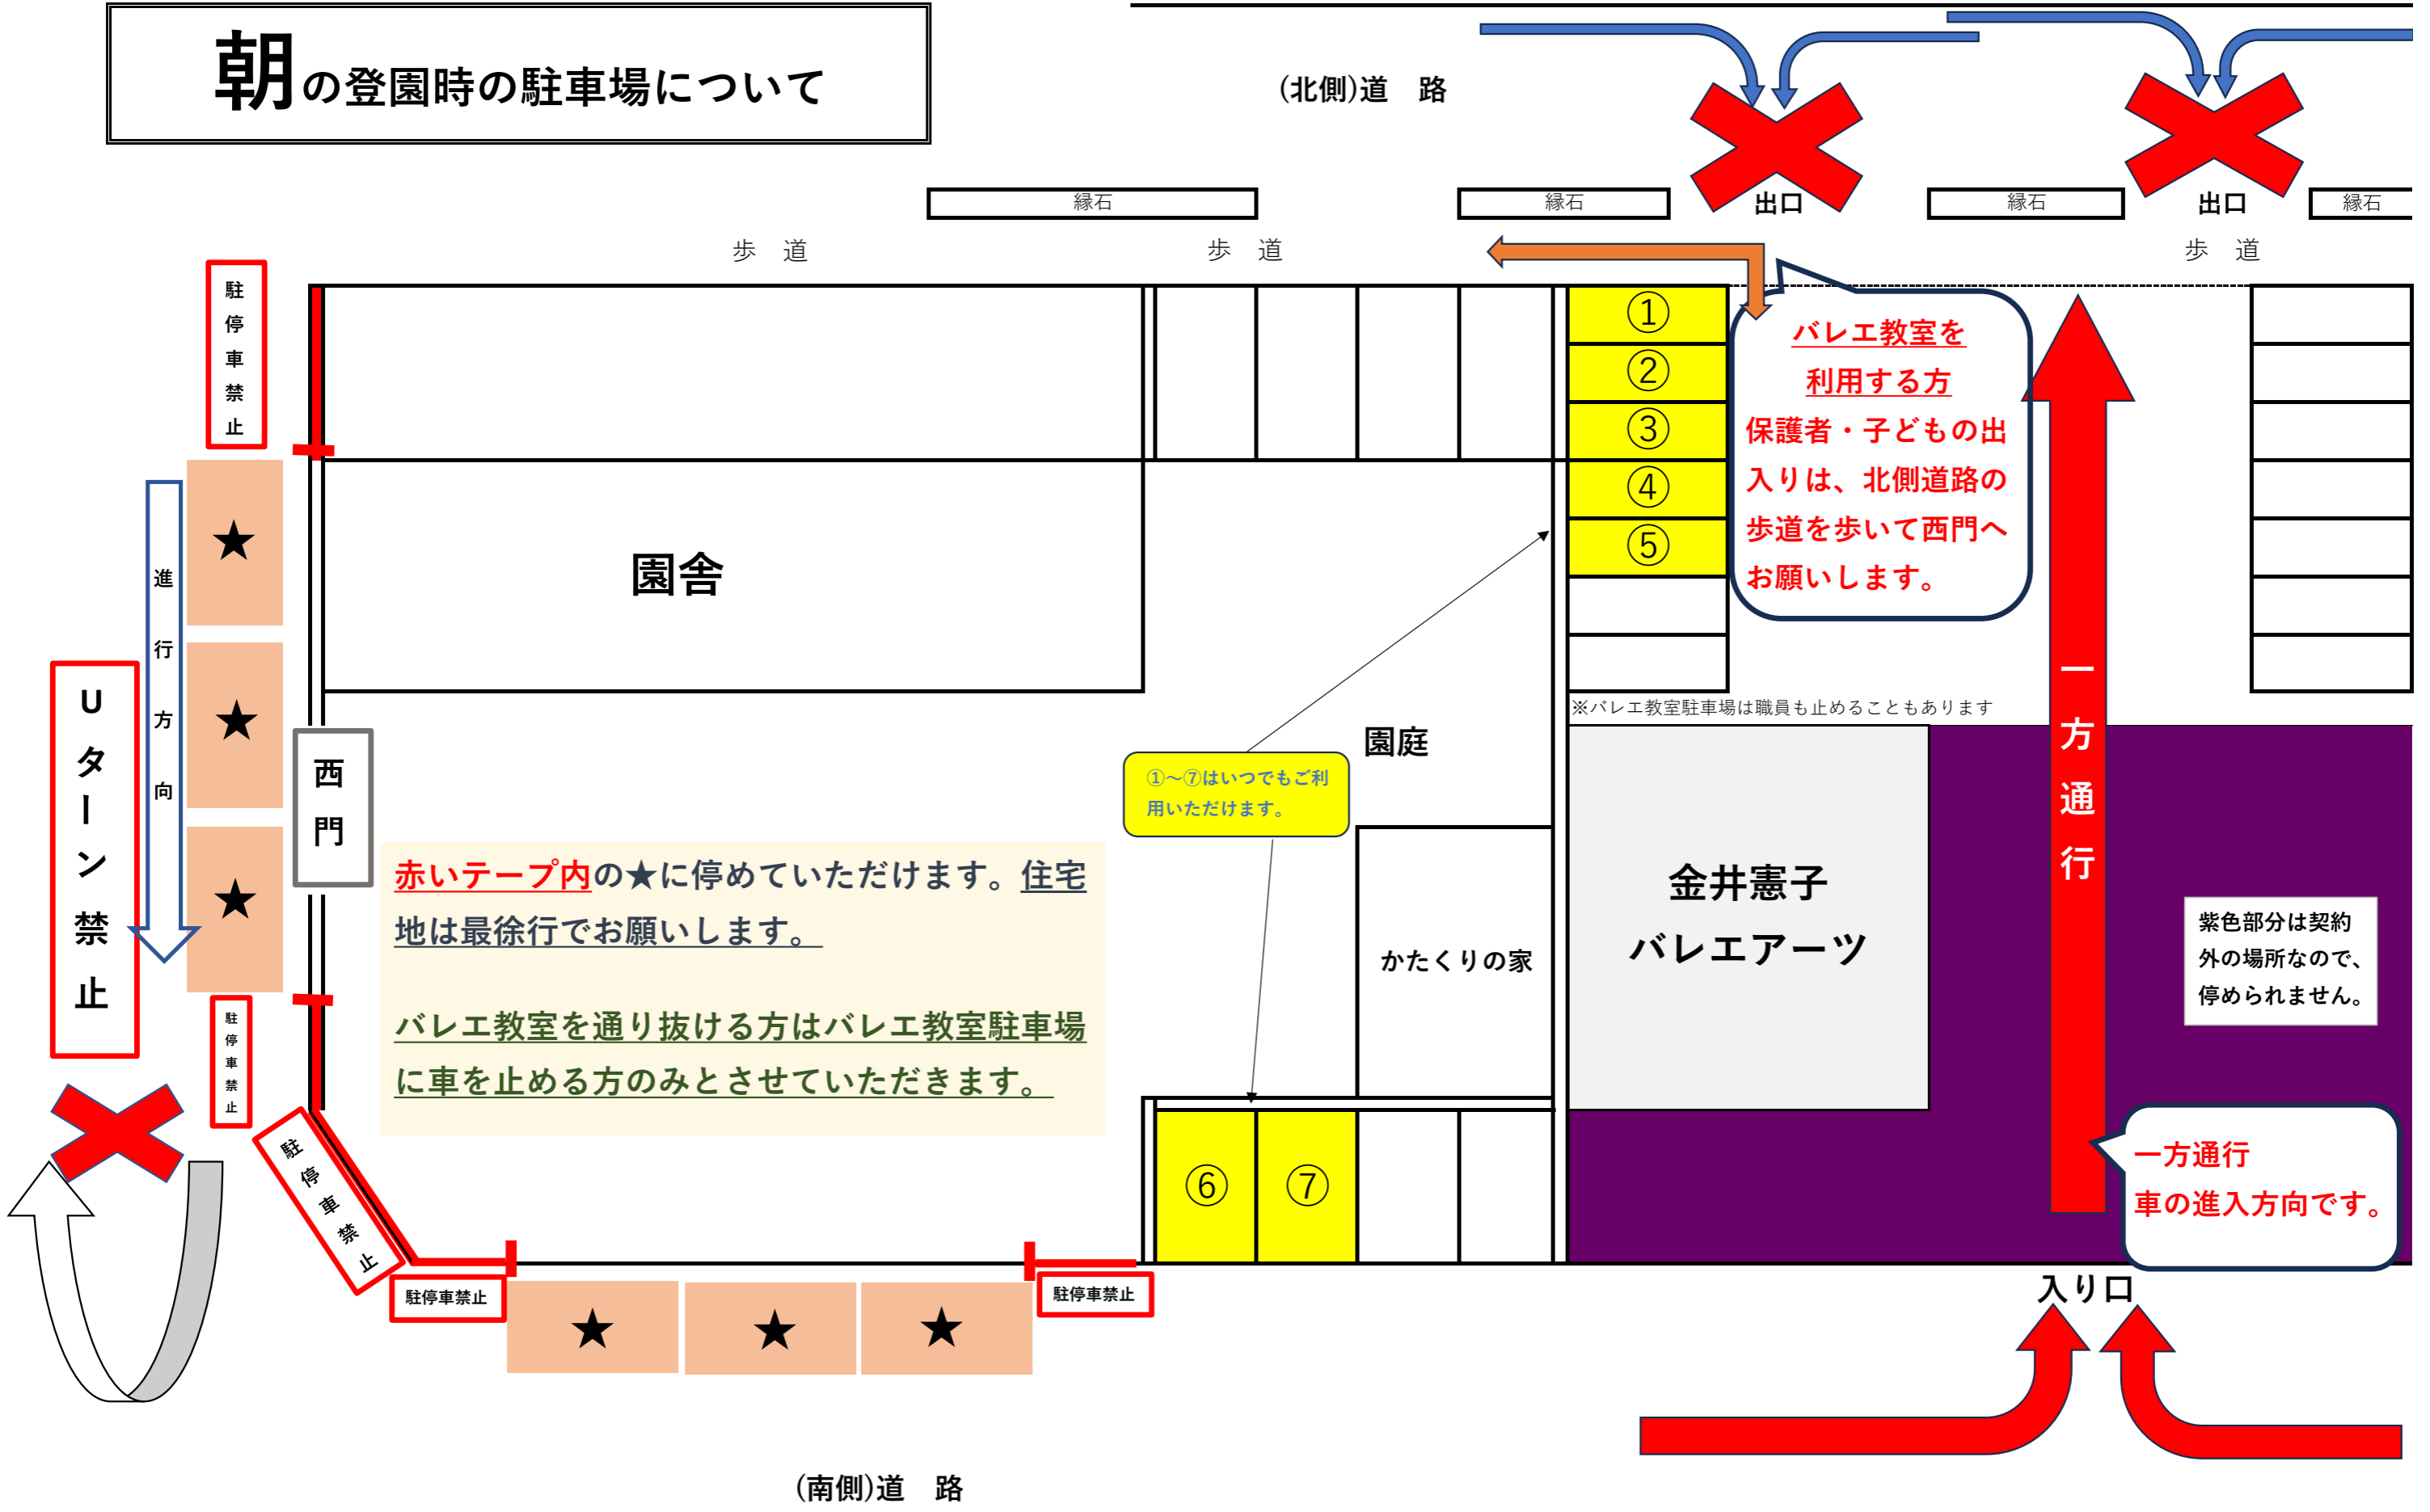 朝の登園時の駐車場について
(北側)道　路
縁石
縁石
出口
縁石
出口
縁石
歩　道
歩　道
歩　道
駐停車禁止
①
②
③
④
⑤
バレエ教室を
利用する方
保護者・子どもの出
入りは、北側道路の
歩道を歩いて西門へ
お願いします。
一方通行
★
★
★
進行方向
園舎
Uターン禁止
西門
※バレエ教室駐車場は職員も止めることもあります
園庭
①～⑦はいつでもご利
用いただけます。
赤いテープ内の★に停めていただけます。住宅
地は最徐行でお願いします。
バレエ教室を通り抜ける方はバレエ教室駐車場
に車を止める方のみとさせていただきます。
かたくりの家
金井憲子
バレエアーツ
紫色部分は契約
外の場所なので、
停められません。
駐停車禁止
駐停車禁止
⑥
⑦
一方通行
車の進入方向です。
駐停車禁止
駐停車禁止
★
★
★
入り口
(南側)道　路